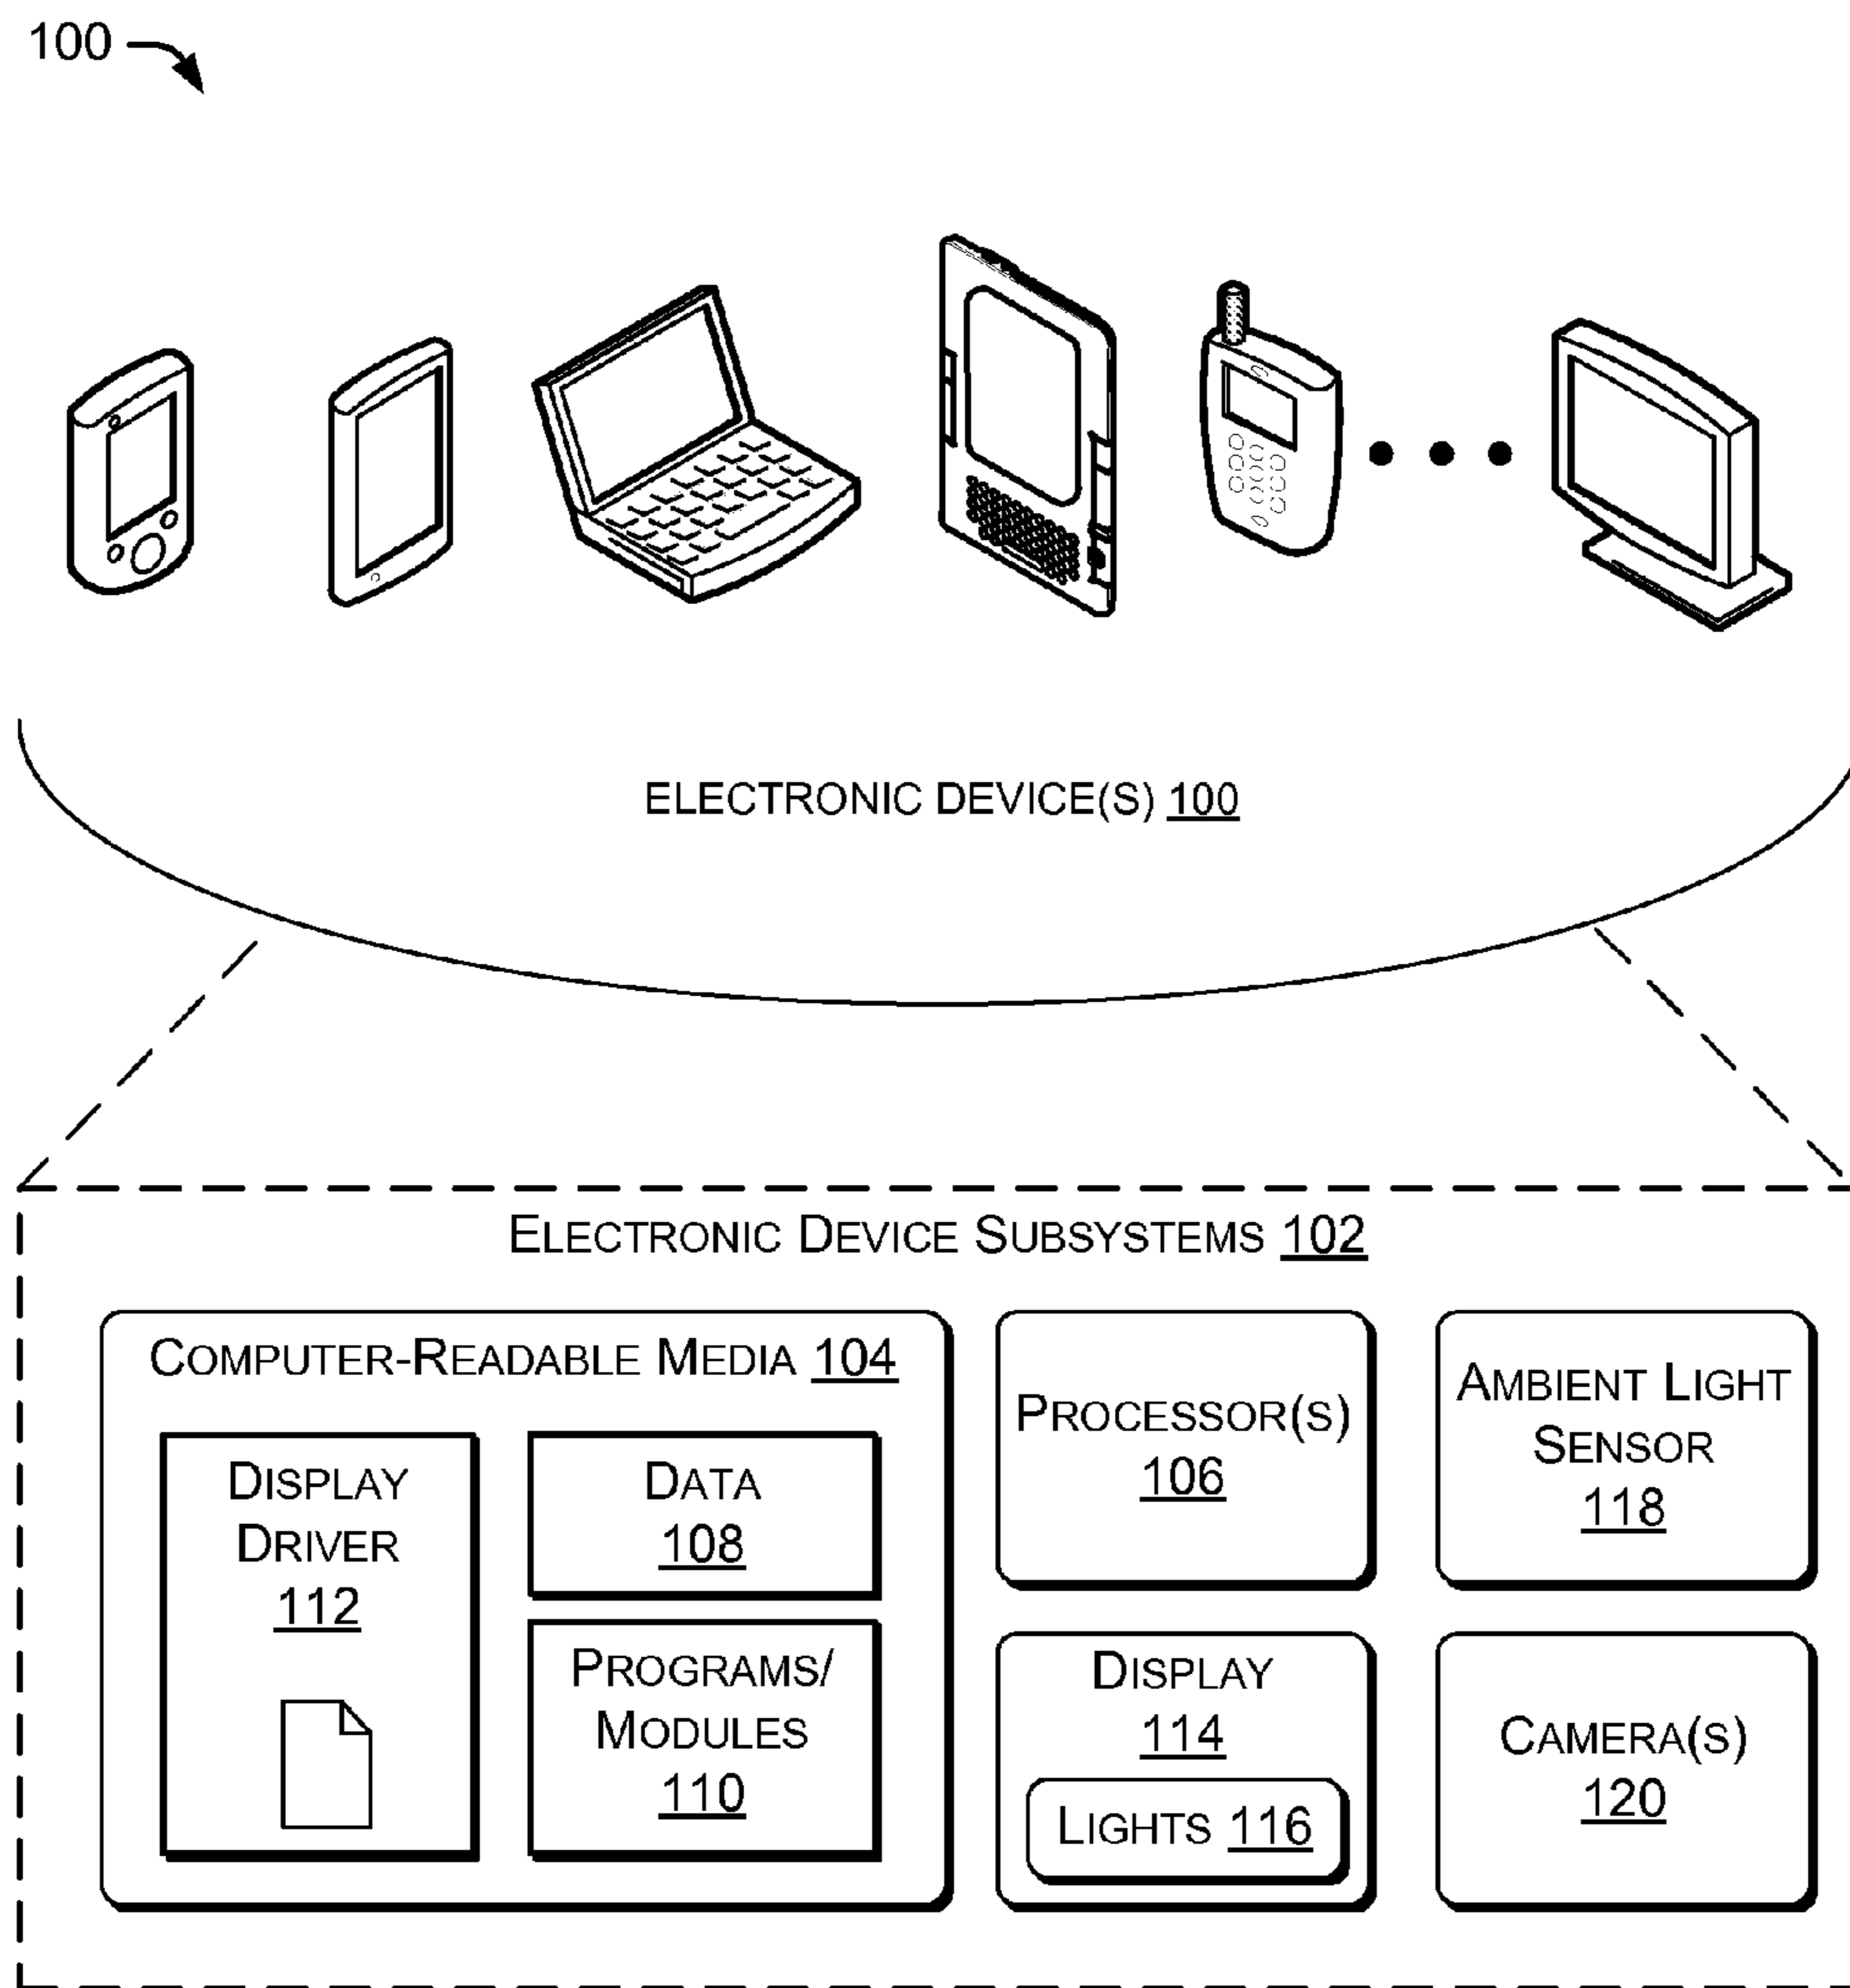 100
ELECTRONIC DEVICE(S) 100
ELECTRONIC DEVICE SUBSYSTEMS 102
COMPUTER-READABLE MEDIA 104
DISPLAY
DRIVER
112
DATA
108
PROGRAMS/
MODULES
110
PROCESSOR(S)
106
DISPLAY
114
LIGHTS 116
AMBIENT LIGHT
SENSOR
118
CAMERA(S)
120